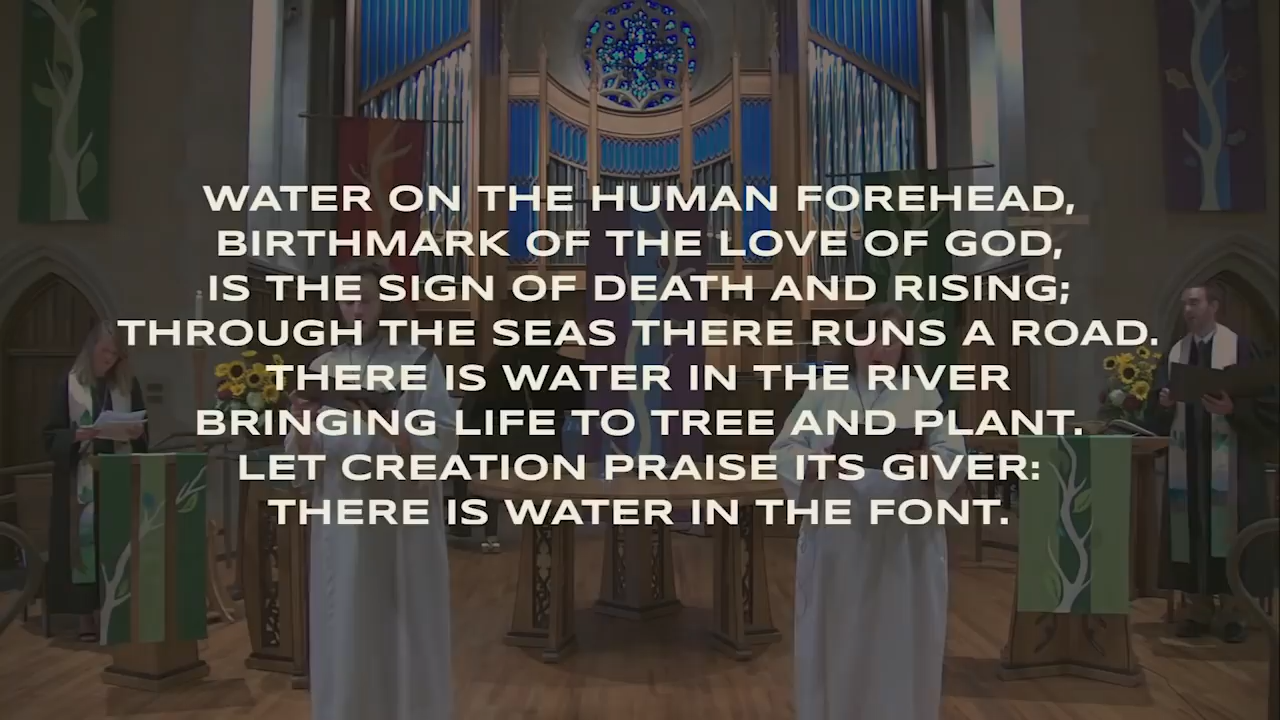 WATER ON THE HUMAN FOREHEAD,
BIRTHMARK OF THE LOVE OF GOD,
IS THE SIGN OF DEATH AND RISING;
THROUGH THE SEAS THERE RUNS A ROAD.
THERE IS WATER IN THE RIVER
BRINGING LIFE TO TREE AND PLANT.
LET CREATION PRAISE ITS GIVER:
THERE IS WATER IN THE FONT.